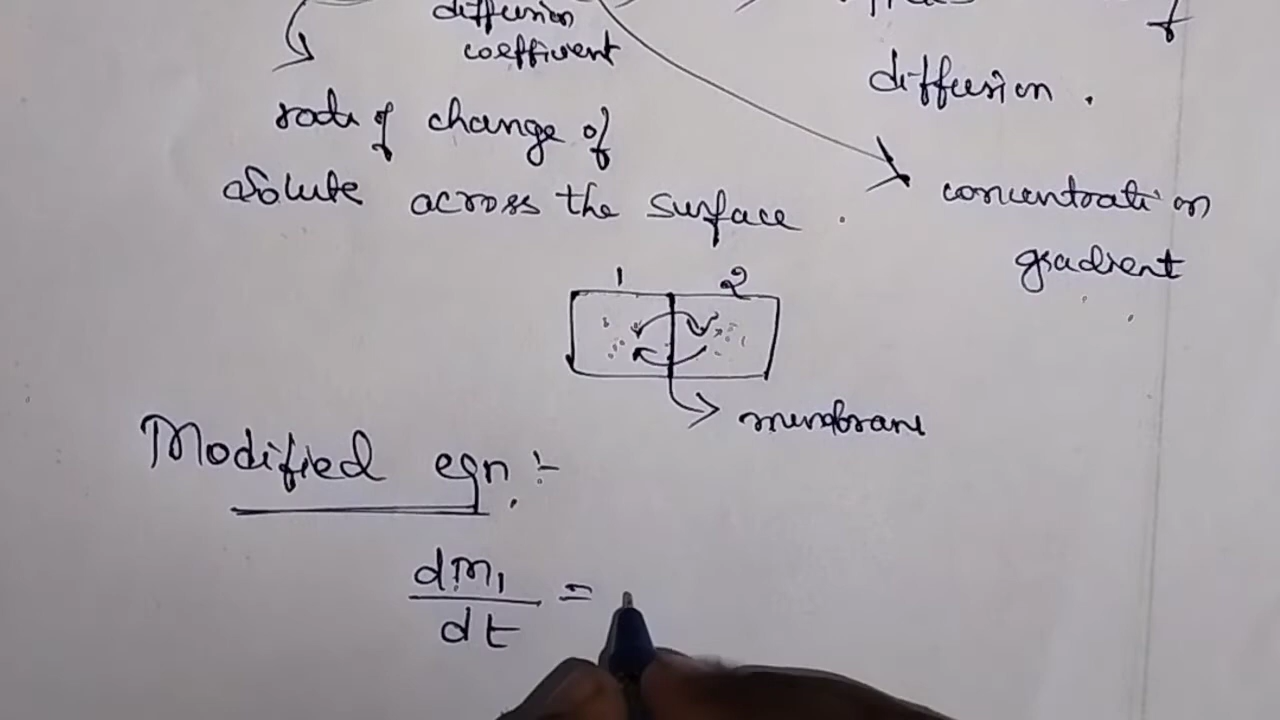 diffusion
coefficient
diffusion.
rate of change of
solute across the surface.
concentration
gradient
1 2
membrane
Modified eqn :-
dm₁
dt
=